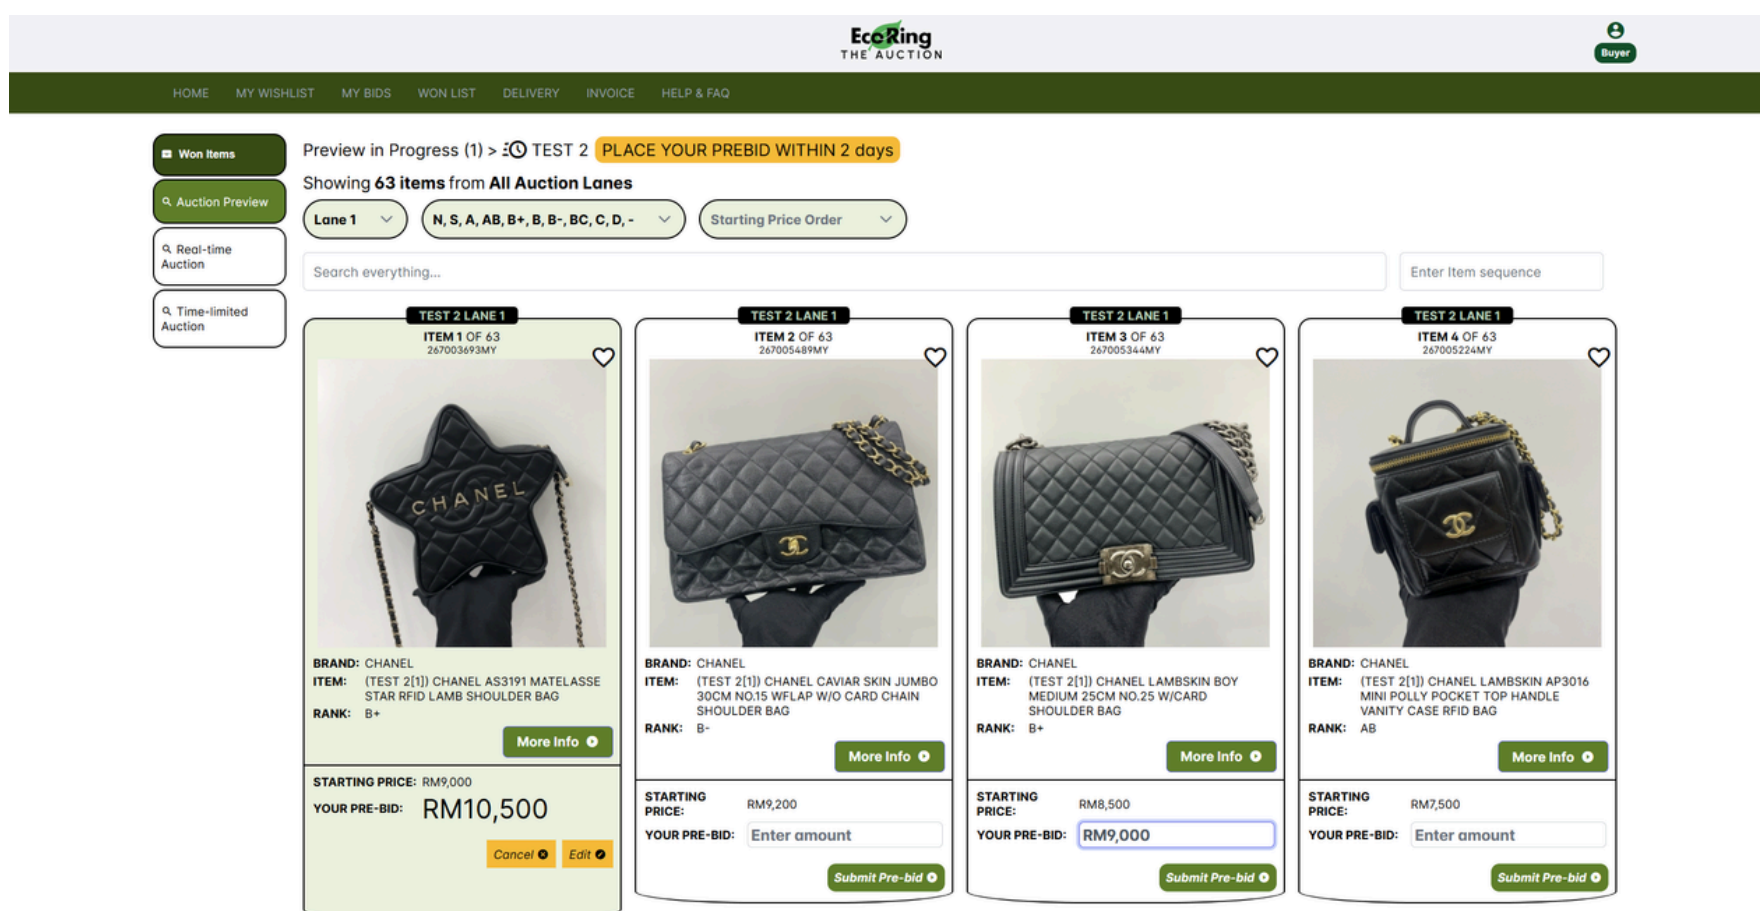 EcoRing
THE AUCTION
Buyer
HOME MY WISHLIST MY BIDS WON LIST DELIVERY INVOICE HELP & FAQ
Won Items
Auction Preview
Real-time
Auction
Time-limited
Auction
Preview in Progress (1) > TEST 2 PLACE YOUR PREBID WITHIN 2 days
Showing 63 items from All Auction Lanes
Lane 1 N, S, A, AB, B+, B, B-, BC, C, D, - Starting Price Order
Search everything... Enter Item sequence
TEST 2 LANE 1
ITEM 1 OF 63
267003693MY
CHANEL
BRAND: CHANEL
ITEM: (TEST 2[1]) CHANEL AS3191 MATELASSE
STAR RFID LAMB SHOULDER BAG
RANK: B+
More Info
STARTING PRICE: RM9,000
YOUR PRE-BID: RM10,500
Cancel Edit
TEST 2 LANE 1
ITEM 2 OF 63
267005489MY
BRAND: CHANEL
ITEM: (TEST 2[1]) CHANEL CAVIAR SKIN JUMBO
30CM NO.15 WFLAP W/O CARD CHAIN
SHOULDER BAG
RANK: B-
More Info
STARTING
PRICE: RM9,200
YOUR PRE-BID: Enter amount
Submit Pre-bid
TEST 2 LANE 1
ITEM 3 OF 63
267005344MY
BRAND: CHANEL
ITEM: (TEST 2[1]) CHANEL LAMBSKIN BOY
MEDIUM 25CM NO.25 W/CARD
SHOULDER BAG
RANK: B+
More Info
STARTING
PRICE: RM8,500
YOUR PRE-BID: RM9,000
Submit Pre-bid
TEST 2 LANE 1
ITEM 4 OF 63
267005224MY
BRAND: CHANEL
ITEM: (TEST 2[1]) CHANEL LAMBSKIN AP3016
MINI POLLY POCKET TOP HANDLE
VANITY CASE RFID BAG
RANK: AB
More Info
STARTING
PRICE: RM7,500
YOUR PRE-BID: Enter amount
Submit Pre-bid